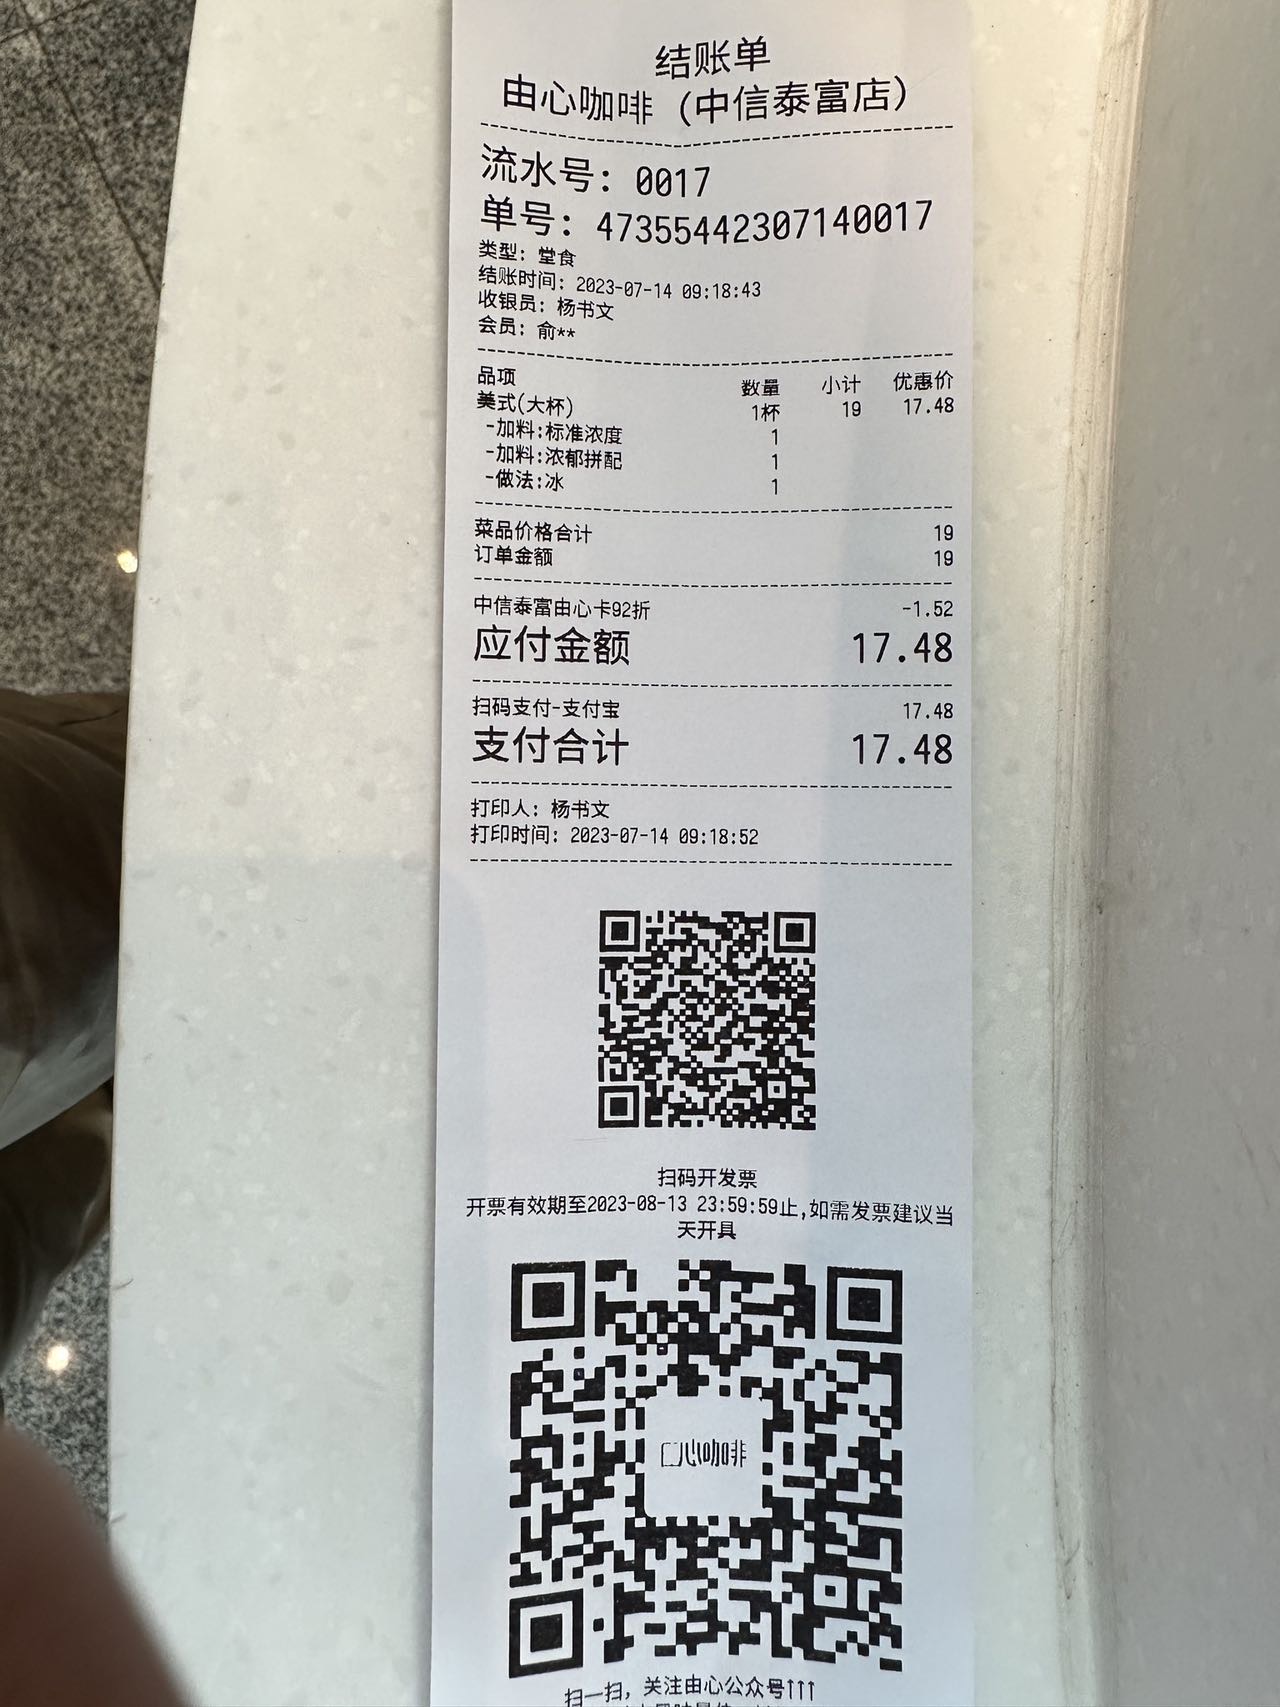 结账单
由心咖啡（中信泰富店）
流水号：0017
单号：47355442307140017
类型：堂食
结账时间：2023-07-14 09:18:43
收银员：杨书文
会员：俞**
品项 数量 小计 优惠价
美式(大杯) 1杯 19 17.48
-加料:标准浓度 1
-加料:浓郁拼配 1
-做法:冰 1
菜品价格合计 19
订单金额 19
中信泰富由心卡92折 -1.52
应付金额 17.48
扫码支付-支付宝 17.48
支付合计 17.48
打印人：杨书文
打印时间：2023-07-14 09:18:52
扫码开发票
开票有效期至2023-08-13 23:59:59止,如需发票建议当
天开具
心咖啡
扫一扫，关注由心公众号↑↑↑